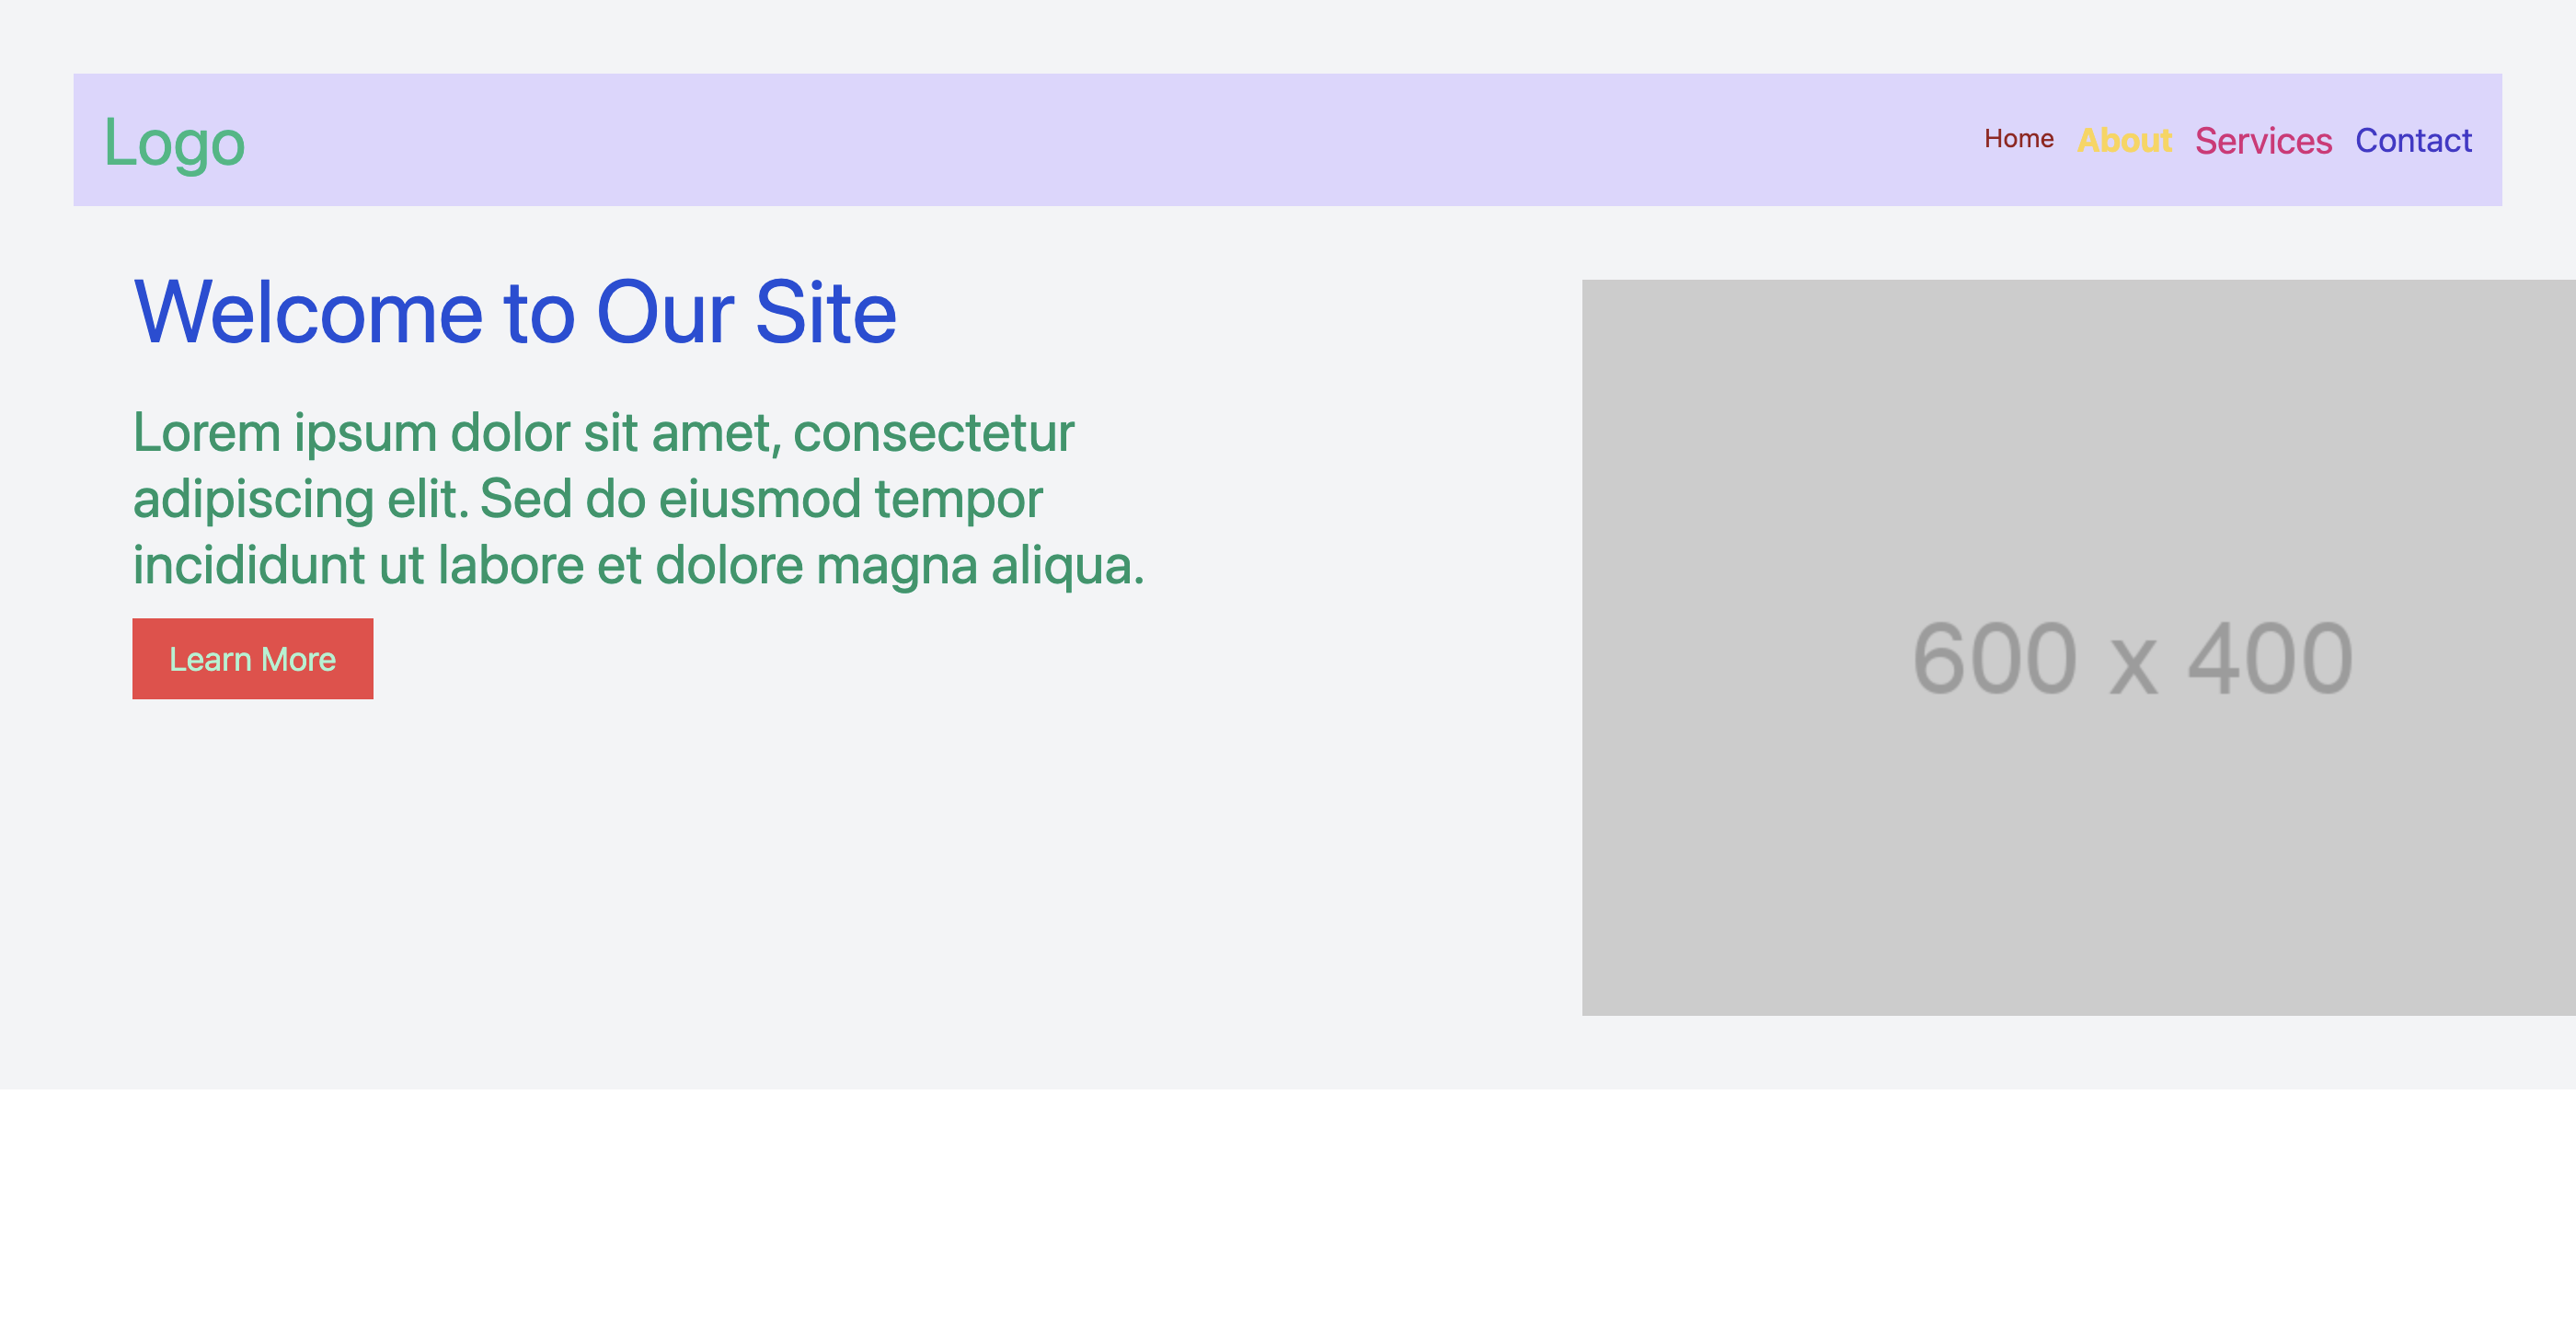 Logo
Home About Services Contact
Welcome to Our Site
Lorem ipsum dolor sit amet, consectetur
adipiscing elit. Sed do eiusmod tempor
incididunt ut labore et dolore magna aliqua.
Learn More
600 x 400